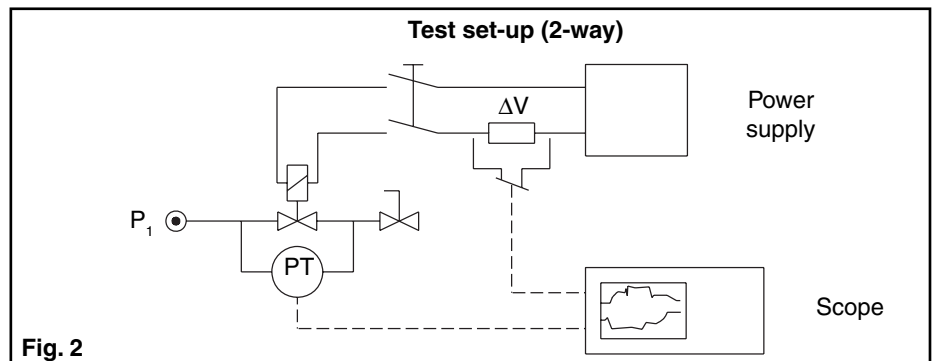 Test set-up (2-way)
ΔV
Power
supply
P₁
PT
Scope
Fig. 2